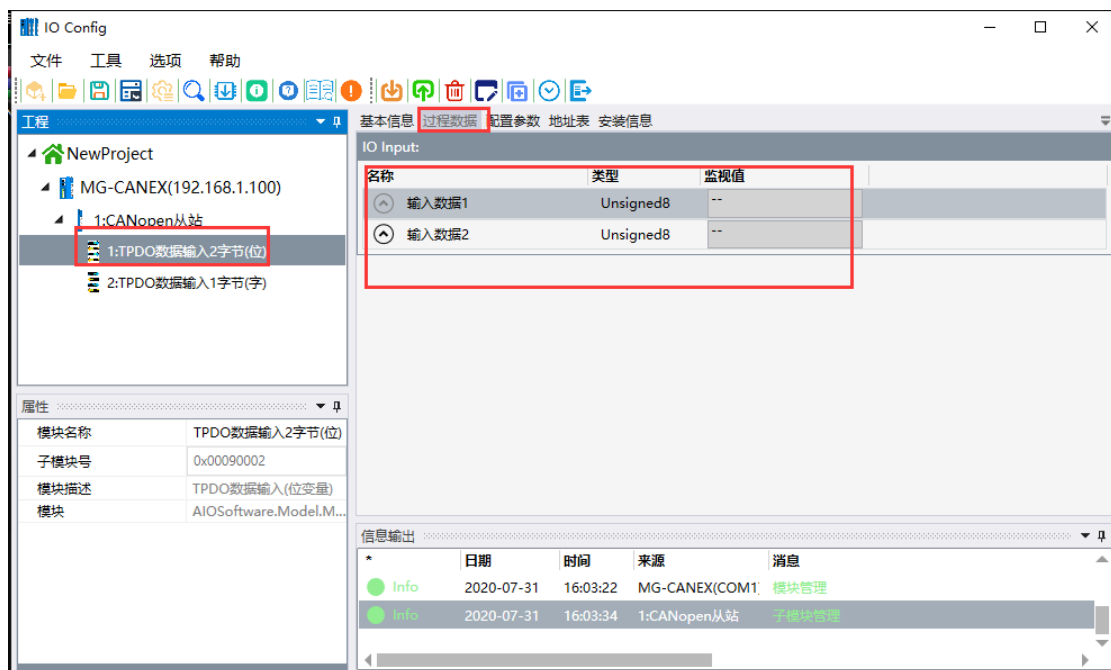 IO Config
文件 工具 选项 帮助
工程
NewProject
MG-CANEX(192.168.1.100)
1:CANopen从站
1:TPDO数据输入2字节(位)
2:TPDO数据输入1字节(字)
属性
模块名称 TPDO数据输入2字节(位)
子模块号 0x00090002
模块描述 TPDO数据输入(位变量)
模块 AIOSoftware.Model.M...
基本信息 过程数据 配置参数 地址表 安装信息
IO Input:
名称 类型 监视值
输入数据1 Unsigned8 --
输入数据2 Unsigned8 --
信息输出
* 日期 时间 来源 消息
Info 2020-07-31 16:03:22 MG-CANEX(COM1) 模块管理
Info 2020-07-31 16:03:34 1:CANopen从站 子模块管理